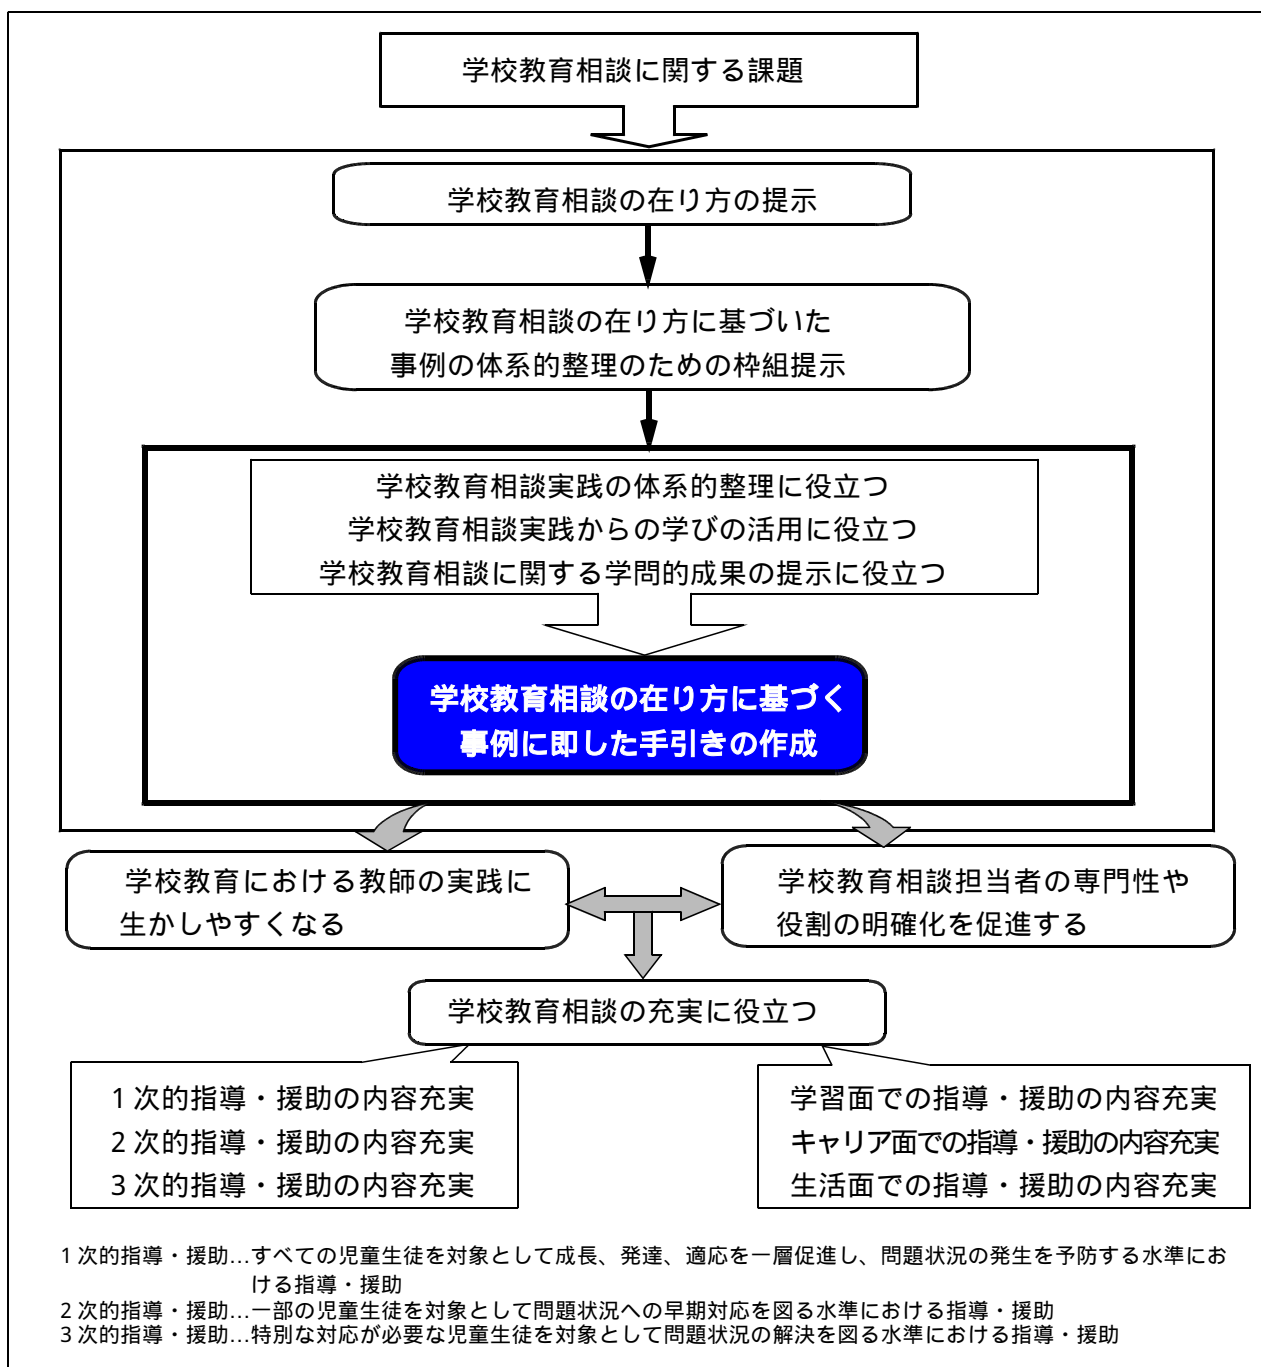 学校教育相談に関する課題
学校教育相談の在り方の提示
学校教育相談の在り方に基づいた
事例の体系的整理のための枠組提示
学校教育相談実践の体系的整理に役立つ
学校教育相談実践からの学びの活用に役立つ
学校教育相談に関する学問的成果の提示に役立つ
学校教育相談の在り方に基づく
事例に即した手引きの作成
学校教育における教師の実践に
生かしやすくなる
学校教育相談担当者の専門性や
役割の明確化を促進する
学校教育相談の充実に役立つ
1次的指導・援助の内容充実
2次的指導・援助の内容充実
3次的指導・援助の内容充実
学習面での指導・援助の内容充実
キャリア面での指導・援助の内容充実
生活面での指導・援助の内容充実
1次的指導・援助…すべての児童生徒を対象として成長、発達、適応を一層促進し、問題状況の発生を予防する水準にお
ける指導・援助
2次的指導・援助…一部の児童生徒を対象として問題状況への早期対応を図る水準における指導・援助
3次的指導・援助…特別な対応が必要な児童生徒を対象として問題状況の解決を図る水準における指導・援助